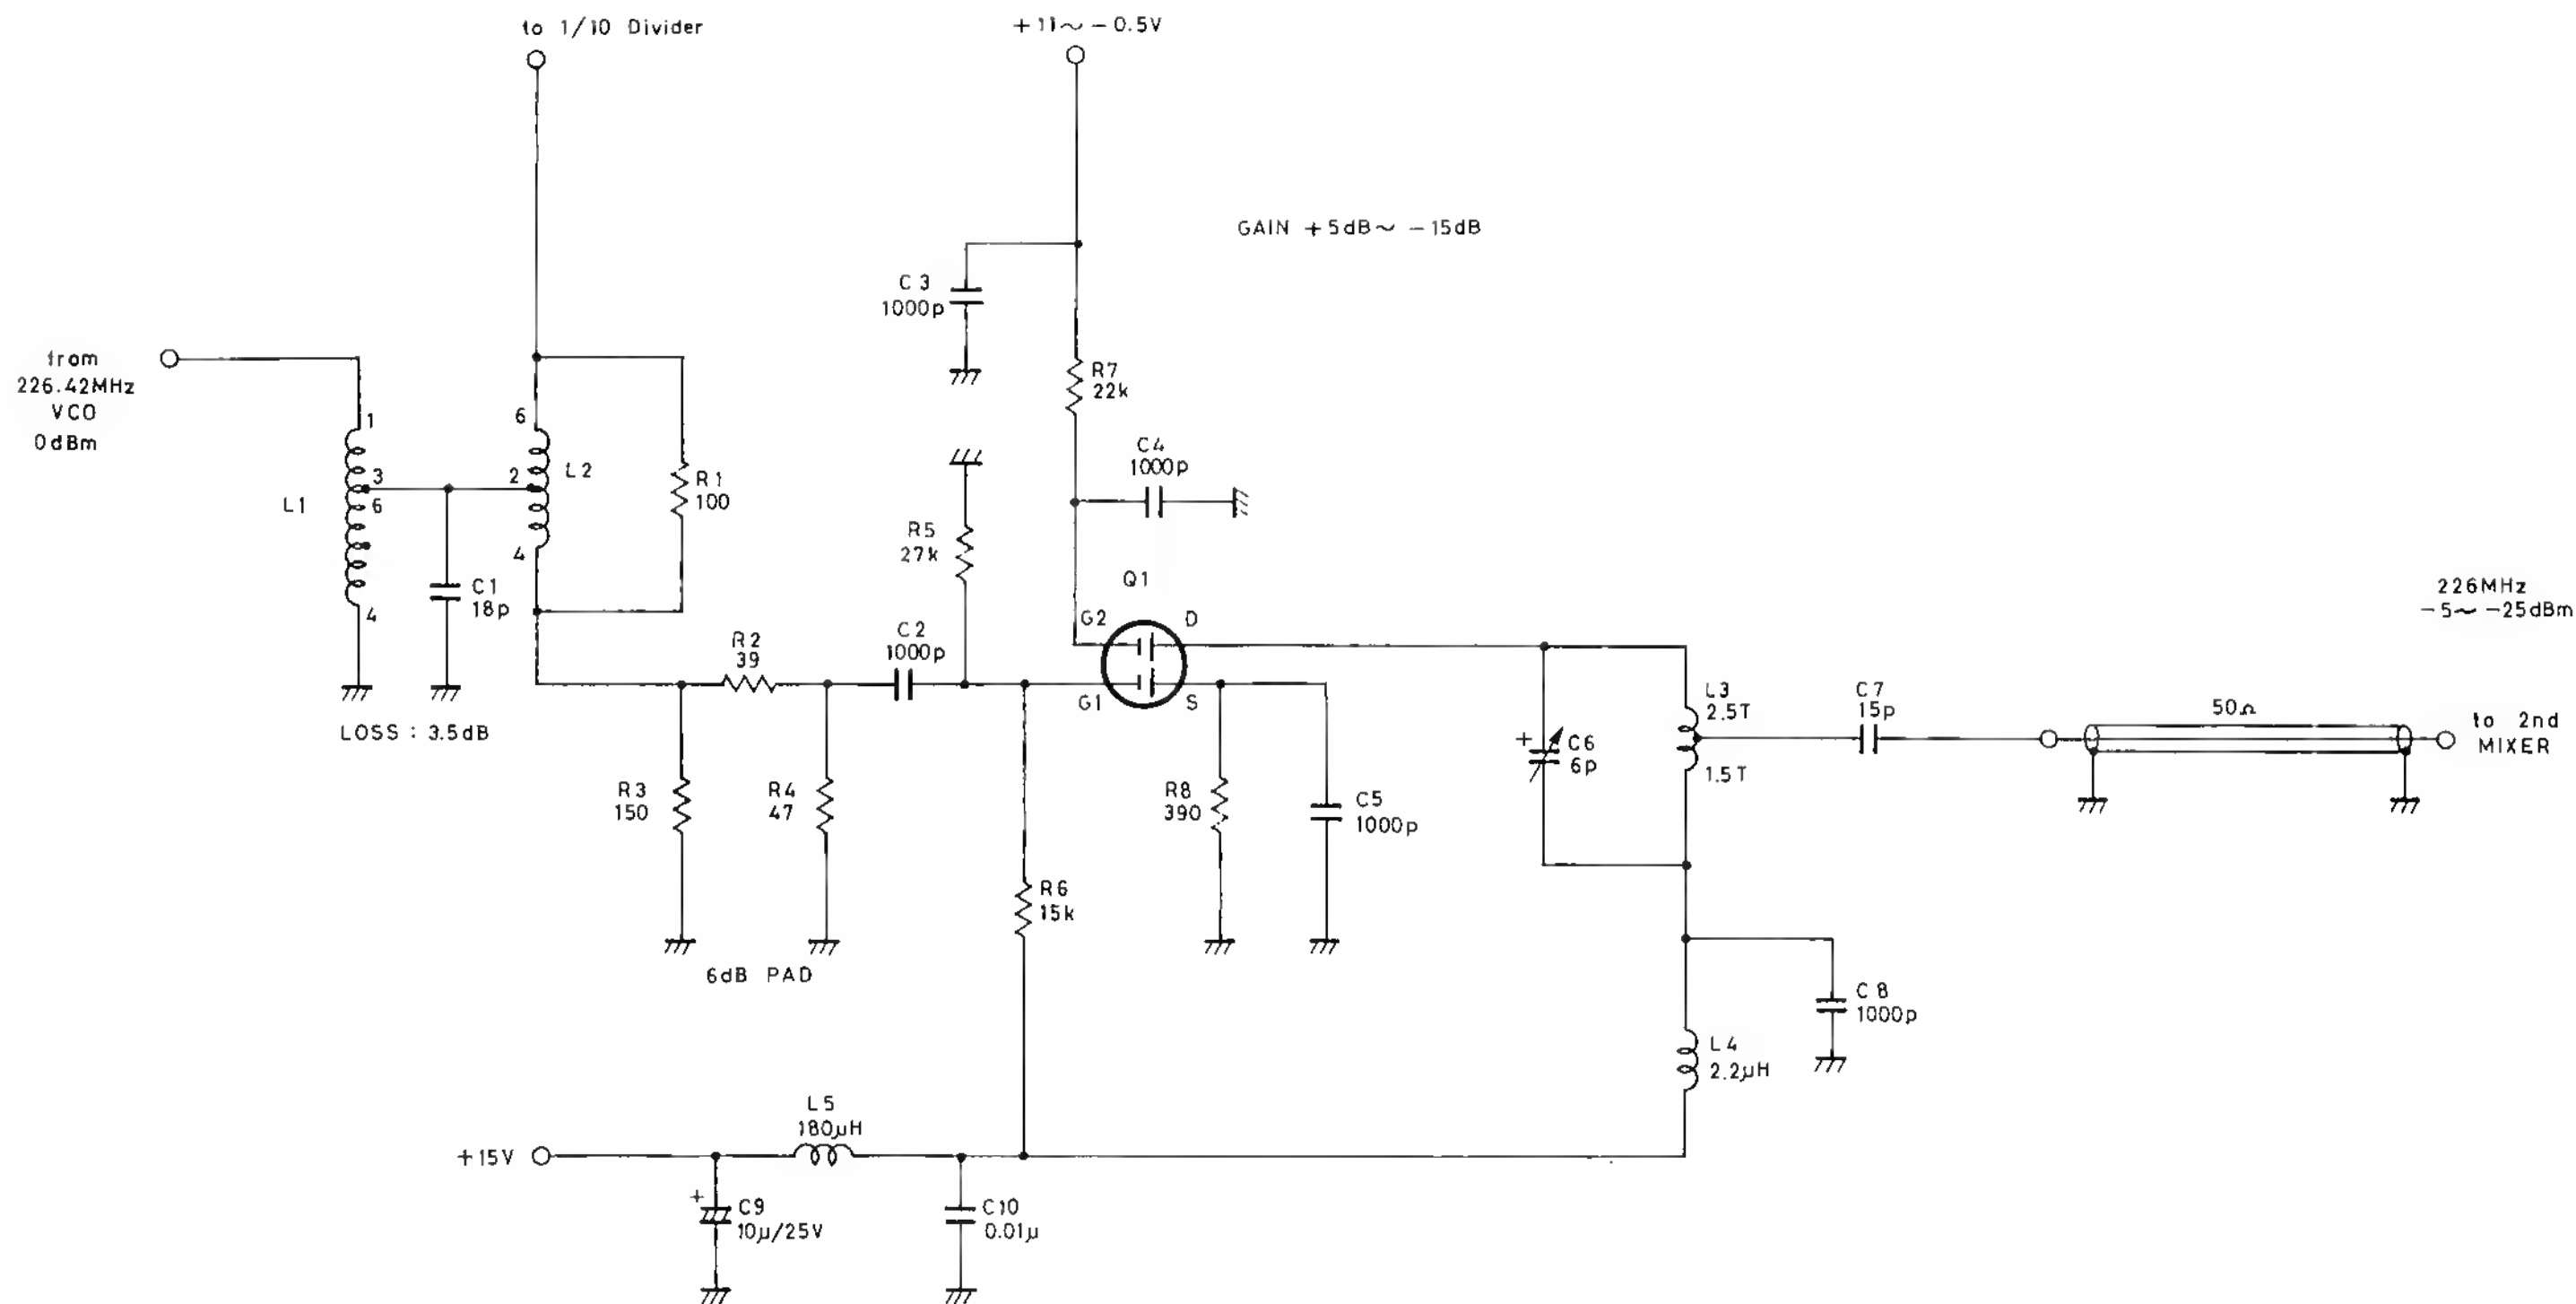 to 1/10 Divider
+11～ -0.5V
GAIN +5dB～ -15dB
C3
1000p
from
226.42MHz
VCO
0dBm
R7
22k
1
6
3
2
L2
R1
100
L1
6
C4
1000p
R5
27k
4
C1
18p
4
Q1
G2
D
226MHz
-5～ -25dBm
R2
39
C2
1000p
G1
S
LOSS : 3.5dB
L3
2.5T
C7
15p
50Ω
to 2nd
MIXER
C6
6p
+
1.5T
R3
150
R4
47
R8
390
C5
1000p
R6
15k
6dB PAD
C8
1000p
L4
2.2μH
L5
180μH
+15V
+
C9
10μ/25V
C10
0.01μ